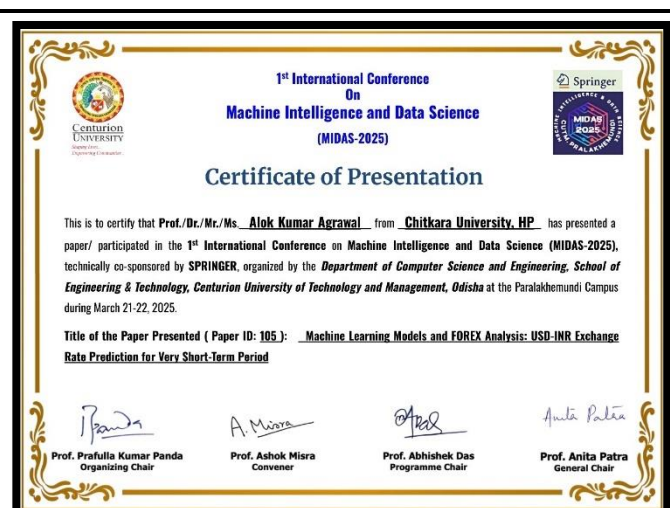 1st International Conference
On
Machine Intelligence and Data Science
(MIDAS-2025)
Centurion
UNIVERSITY
Springer
MIDAS
2025
Certificate of Presentation
This is to certify that Prof./Dr./Mr./Ms. Alok Kumar Agrawal from Chitkara University, HP has presented a
paper/ participated in the 1st International Conference on Machine Intelligence and Data Science (MIDAS-2025),
technically co-sponsored by SPRINGER, organized by the Department of Computer Science and Engineering, School of
Engineering & Technology, Centurion University of Technology and Management, Odisha at the Paralakhemundi Campus
during March 21-22, 2025.
Title of the Paper Presented ( Paper ID: 105 ): Machine Learning Models and FOREX Analysis: USD-INR Exchange
Rate Prediction for Very Short-Term Period
A. Misra
Anita Patra
Prof. Prafulla Kumar Panda
Organizing Chair
Prof. Ashok Misra
Convener
Prof. Abhishek Das
Programme Chair
Prof. Anita Patra
General Chair